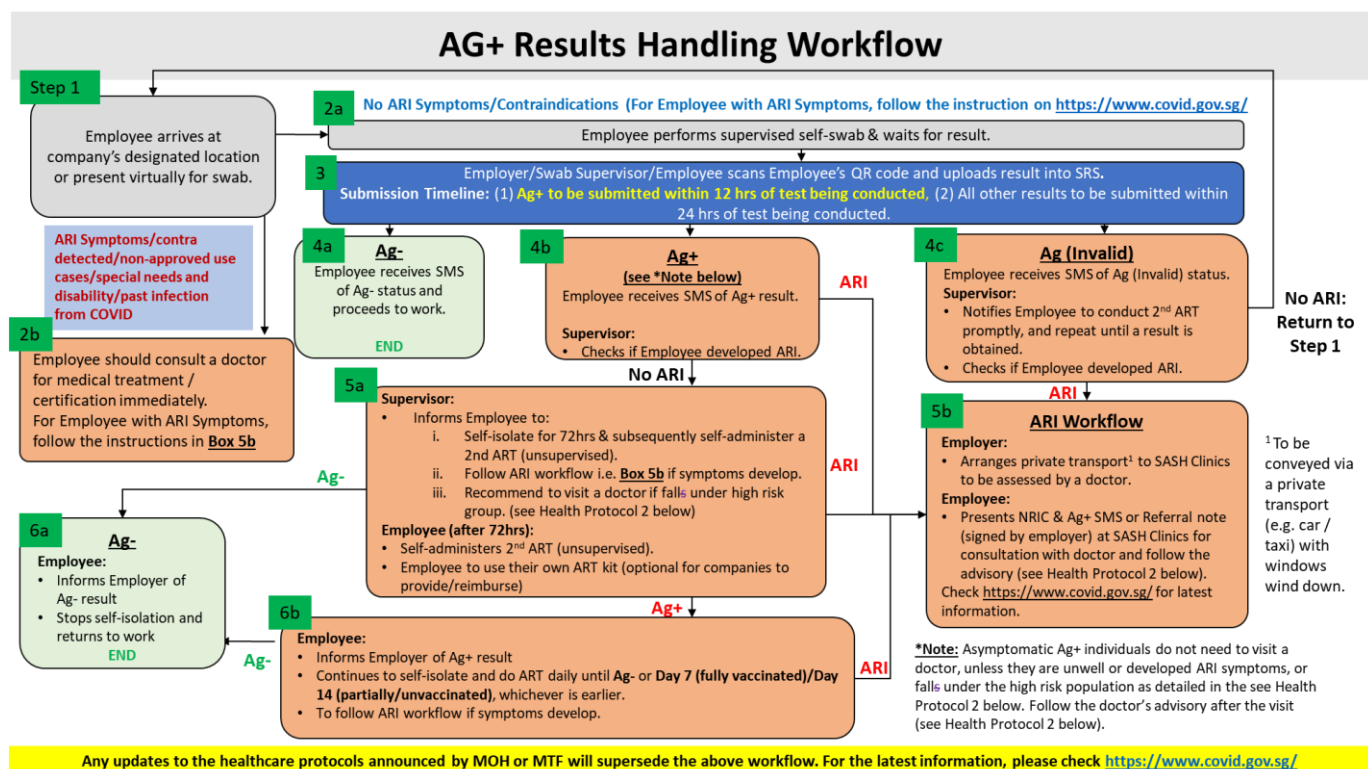 AG+ Results Handling Workflow
Step 1
Employee arrives at
company's designated location
or present virtually for swab.
2a
No ARI Symptoms/Contraindications (For Employee with ARI Symptoms, follow the instruction on https://www.covid.gov.sg/
Employee performs supervised self-swab & waits for result.
3
Employer/Swab Supervisor/Employee scans Employee's QR code and uploads result into SRS.
Submission Timeline: (1) Ag+ to be submitted within 12 hrs of test being conducted, (2) All other results to be submitted within
24 hrs of test being conducted.
ARI Symptoms/contra
detected/non-approved use
cases/special needs and
disability/past infection
from COVID
2b
Employee should consult a doctor
for medical treatment /
certification immediately.
For Employee with ARI Symptoms,
follow the instructions in Box 5b
4a
Ag-
Employee receives SMS
of Ag- status and
proceeds to work.
END
4b
Ag+
(see *Note below)
Employee receives SMS of Ag+ result.
Supervisor:
• Checks if Employee developed ARI.
ARI
No ARI
4c
Ag (Invalid)
Employee receives SMS of Ag (Invalid) status.
Supervisor:
• Notifies Employee to conduct 2nd ART
promptly, and repeat until a result is
obtained.
• Checks if Employee developed ARI.
No ARI:
Return to
Step 1
ARI
5a
Supervisor:
• Informs Employee to:
i. Self-isolate for 72hrs & subsequently self-administer a
2nd ART (unsupervised).
ii. Follow ARI workflow i.e. Box 5b if symptoms develop.
iii. Recommend to visit a doctor if falls under high risk
group. (see Health Protocol 2 below)
Employee (after 72hrs):
• Self-administers 2nd ART (unsupervised).
• Employee to use their own ART kit (optional for companies to
provide/reimburse)
ARI
Ag-
Ag+
5b
ARI Workflow
Employer:
• Arranges private transport1 to SASH Clinics
to be assessed by a doctor.
Employee:
• Presents NRIC & Ag+ SMS or Referral note
(signed by employer) at SASH Clinics for
consultation with doctor and follow the
advisory (see Health Protocol 2 below).
Check https://www.covid.gov.sg/ for latest
information.
1 To be
conveyed via
a private
transport
(e.g. car /
taxi) with
windows
wind down.
6a
Ag-
Employee:
• Informs Employer of
Ag- result
• Stops self-isolation and
returns to work
END
Ag-
6b
Employee:
• Informs Employer of Ag+ result
• Continues to self-isolate and do ART daily until Ag- or Day 7 (fully vaccinated)/Day
14 (partially/unvaccinated), whichever is earlier.
• To follow ARI workflow if symptoms develop.
ARI
*Note: Asymptomatic Ag+ individuals do not need to visit a
doctor, unless they are unwell or developed ARI symptoms, or
falls under the high risk population as detailed in the see Health
Protocol 2 below. Follow the doctor's advisory after the visit
(see Health Protocol 2 below).
Any updates to the healthcare protocols announced by MOH or MTF will supersede the above workflow. For the latest information, please check https://www.covid.gov.sg/